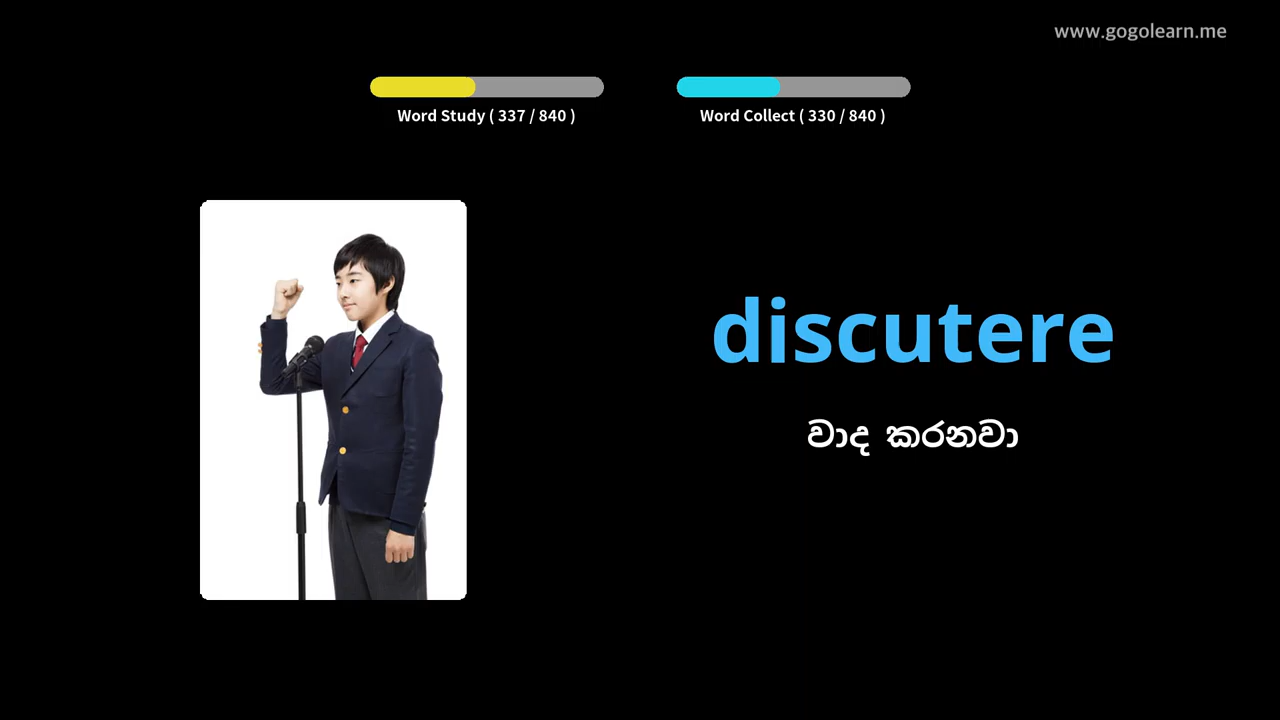 www.gogolearn.me
Word Study ( 337 / 840 )
Word Collect ( 330 / 840 )
discutere
වාද කරනවා